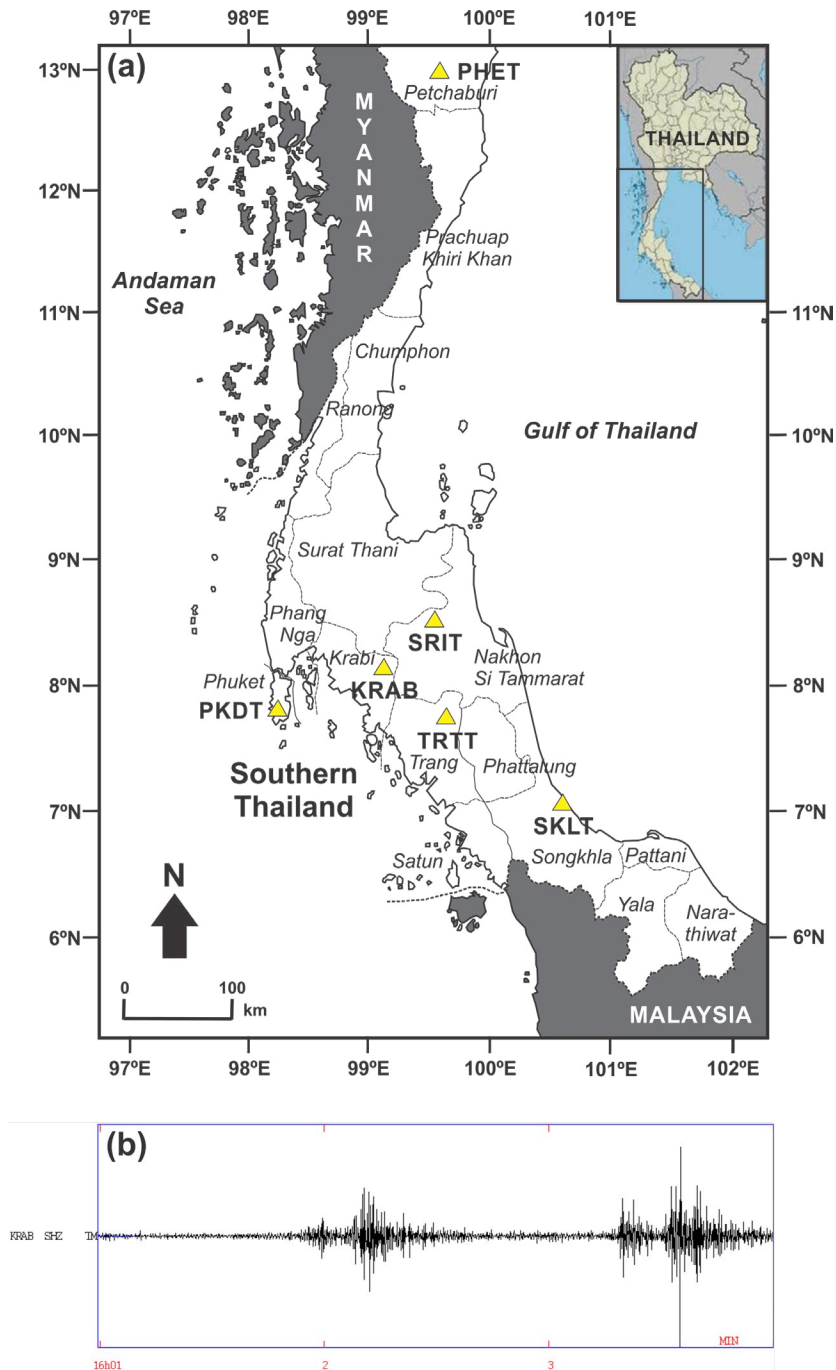 97ºE 98ºE 99ºE 100ºE 101ºE
(a)
13ºN
PHET
Petchaburi
MYANMAR
THAILAND
12ºN
Prachuap
Khiri Khan
Andaman
Sea
11ºN 11ºN
Chumphon
Ranong
10ºN 10ºN
Gulf of Thailand
9ºN 9ºN
Surat Thani
Phang
Nga
SRIT
Krabi
Nakhon
Si Tammarat
8ºN 8ºN
Phuket
KRAB
PKDT
TRTT
Trang
Phattalung
Southern
Thailand
7ºN 7ºN
SKLT
Satun
Songkhla
Pattani
N
Yala
Nara-
thiwat
6ºN 6ºN
0 100
km
MALAYSIA
97ºE 98ºE 99ºE 100ºE 101ºE 102ºE
(b)
KRAB SHZ TM
MIN
16h01 2 3